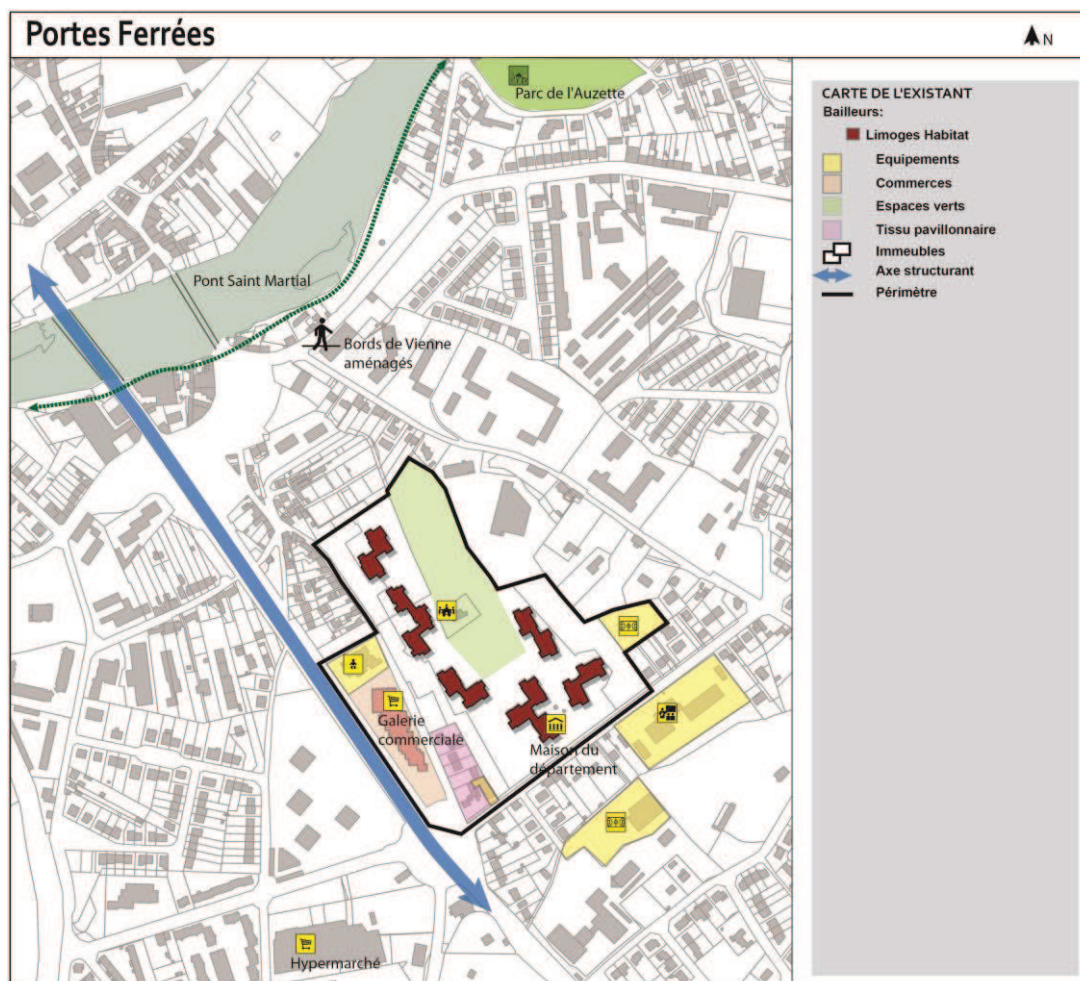 Portes Ferrées
N
Parc de l'Auzette
Pont Saint Martial
Bords de Vienne
aménagés
Galerie
commerciale
Maison du
département
Hypermarché
CARTE DE L'EXISTANT
Bailleurs:
Limoges Habitat
Equipements
Commerces
Espaces verts
Tissu pavillonnaire
Immeubles
Axe structurant
Périmètre